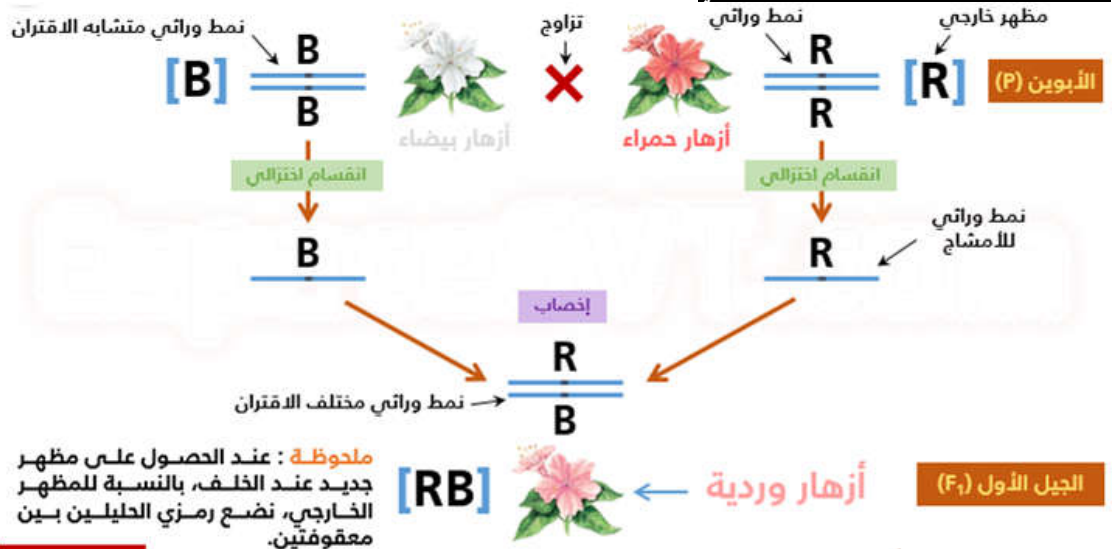 مظهر خارجي
نمط وراثي
تزاوج
نمط وراثي متشابه الاقتران
الأبوين (P)
[R]
R
R
B
B
[B]
أزهار حمراء
أزهار بيضاء
انقسام اختزالي
انقسام اختزالي
نمط وراثي
للأمشاج
R
B
إخصاب
R
B
نمط وراثي مختلف الاقتران
الجيل الأول (F₁)
أزهار وردية
[RB]
ملحوظة : عند الحصول على مظهر
جديد عند الخلف، بالنسبة للمظهر
الخارجي، نضع رمزي الحليلين بين
معقوفتين.